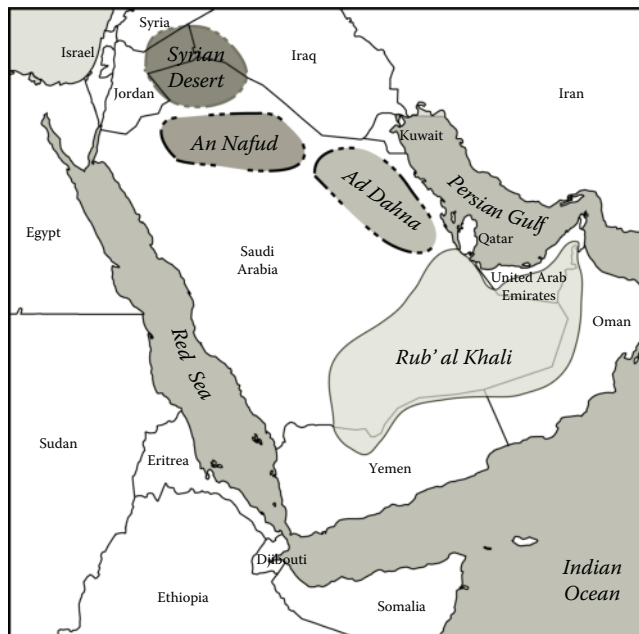 Syria
Israel
Syrian
Desert
Iraq
Jordan
Iran
An Nafud
Kuwait
Ad Dahna
Persian Gulf
Egypt
Qatar
Saudi
Arabia
United Arab
Emirates
Oman
Red Sea
Rub’ al Khali
Sudan
Eritrea
Yemen
Djibouti
Indian
Ocean
Ethiopia
Somalia